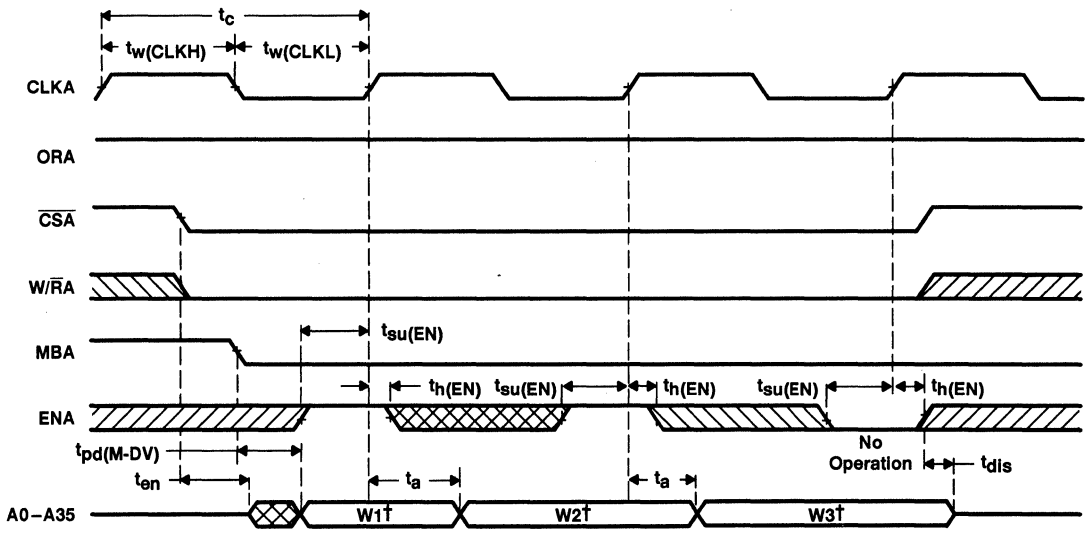 tc
tw(CLKH) tw(CLKL)
CLKA
ORA
CSA
W/RA
tsu(EN)
MBA
th(EN) tsu(EN) th(EN) tsu(EN) th(EN)
ENA
No
Operation
tpd(M-DV)
ten ta ta tdis
A0–A35 W1† W2† W3†